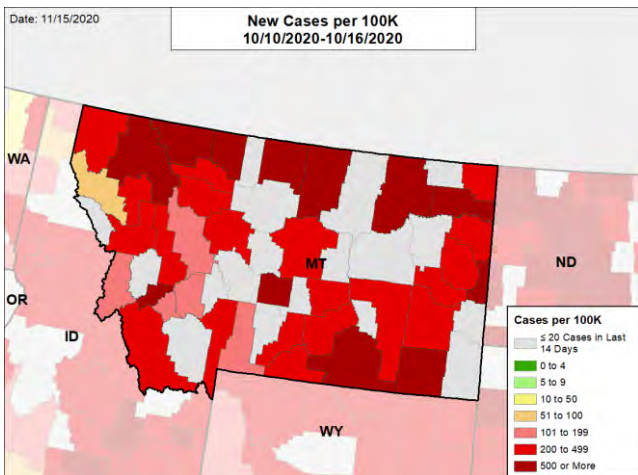 Date: 11/15/2020
New Cases per 100K
10/10/2020-10/16/2020
WA
MT
ND
OR
ID
WY
Cases per 100K
≤ 20 Cases in Last
14 Days
0 to 4
5 to 9
10 to 50
51 to 100
101 to 199
200 to 499
500 or More